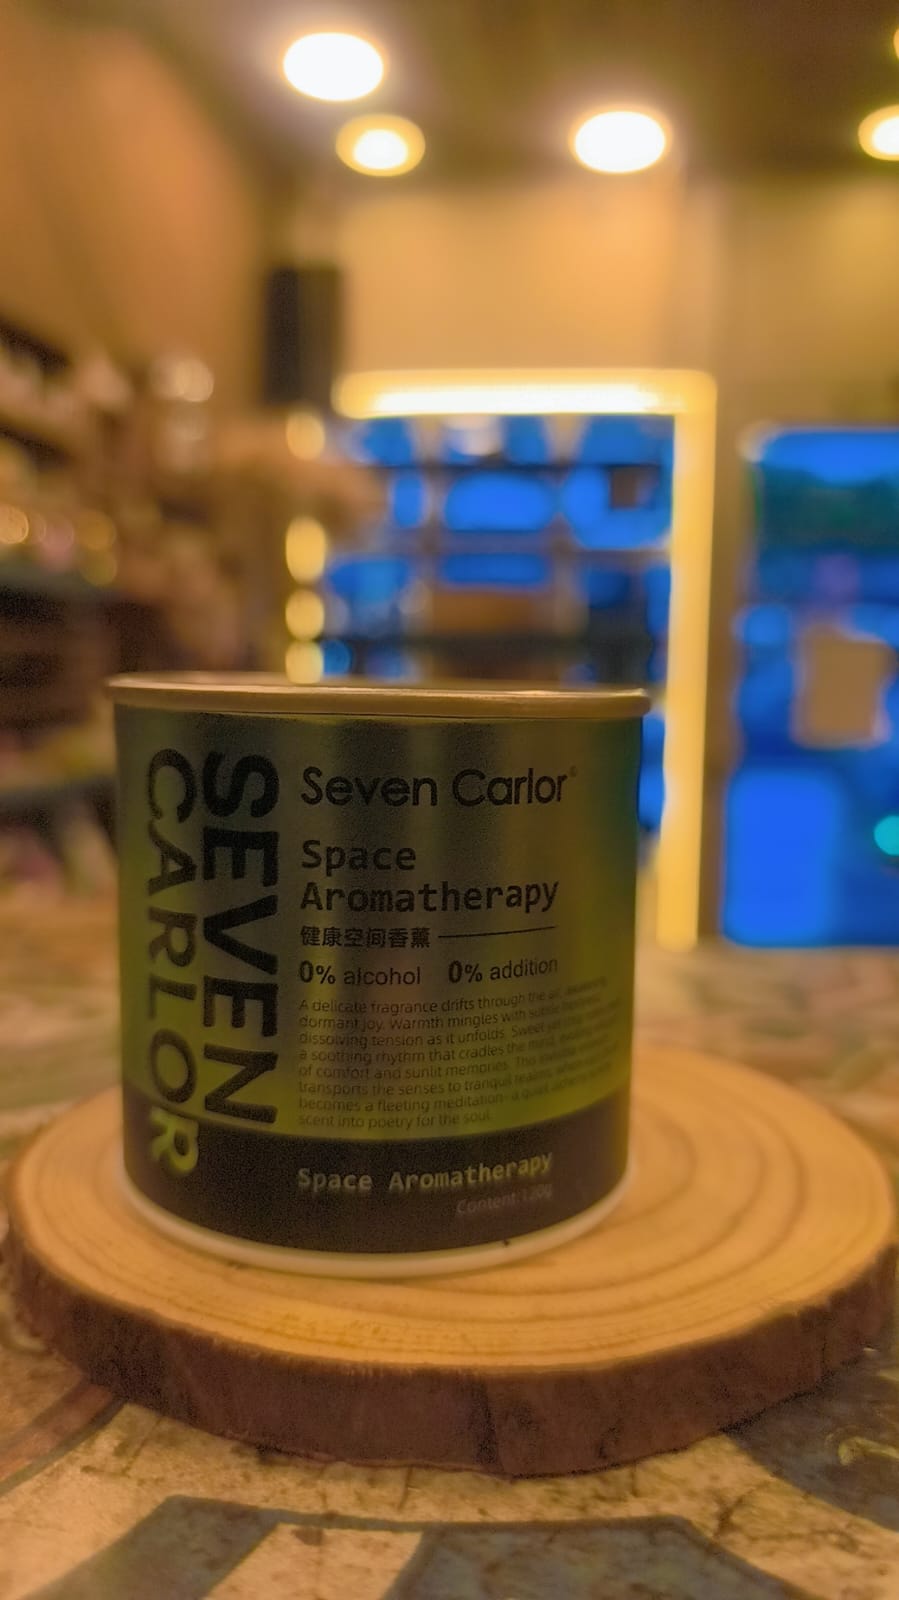 SEVEN
CARLOR
Seven Carlor®
Space
Aromatherapy
健康空间香薰
0% alcohol 0% addition
A delicate fragrance drifts through the air,
dormant joy. Warmth mingles with subtle
dissolving tension as it unfolds. Sweet yet
a soothing rhythm that cradles the mind,
of comfort and sunlit memories. This
transports the senses to tranquil realms,
becomes a fleeting meditation- a quiet
scent into poetry for the soul.
Space Aromatherapy
Content:120g